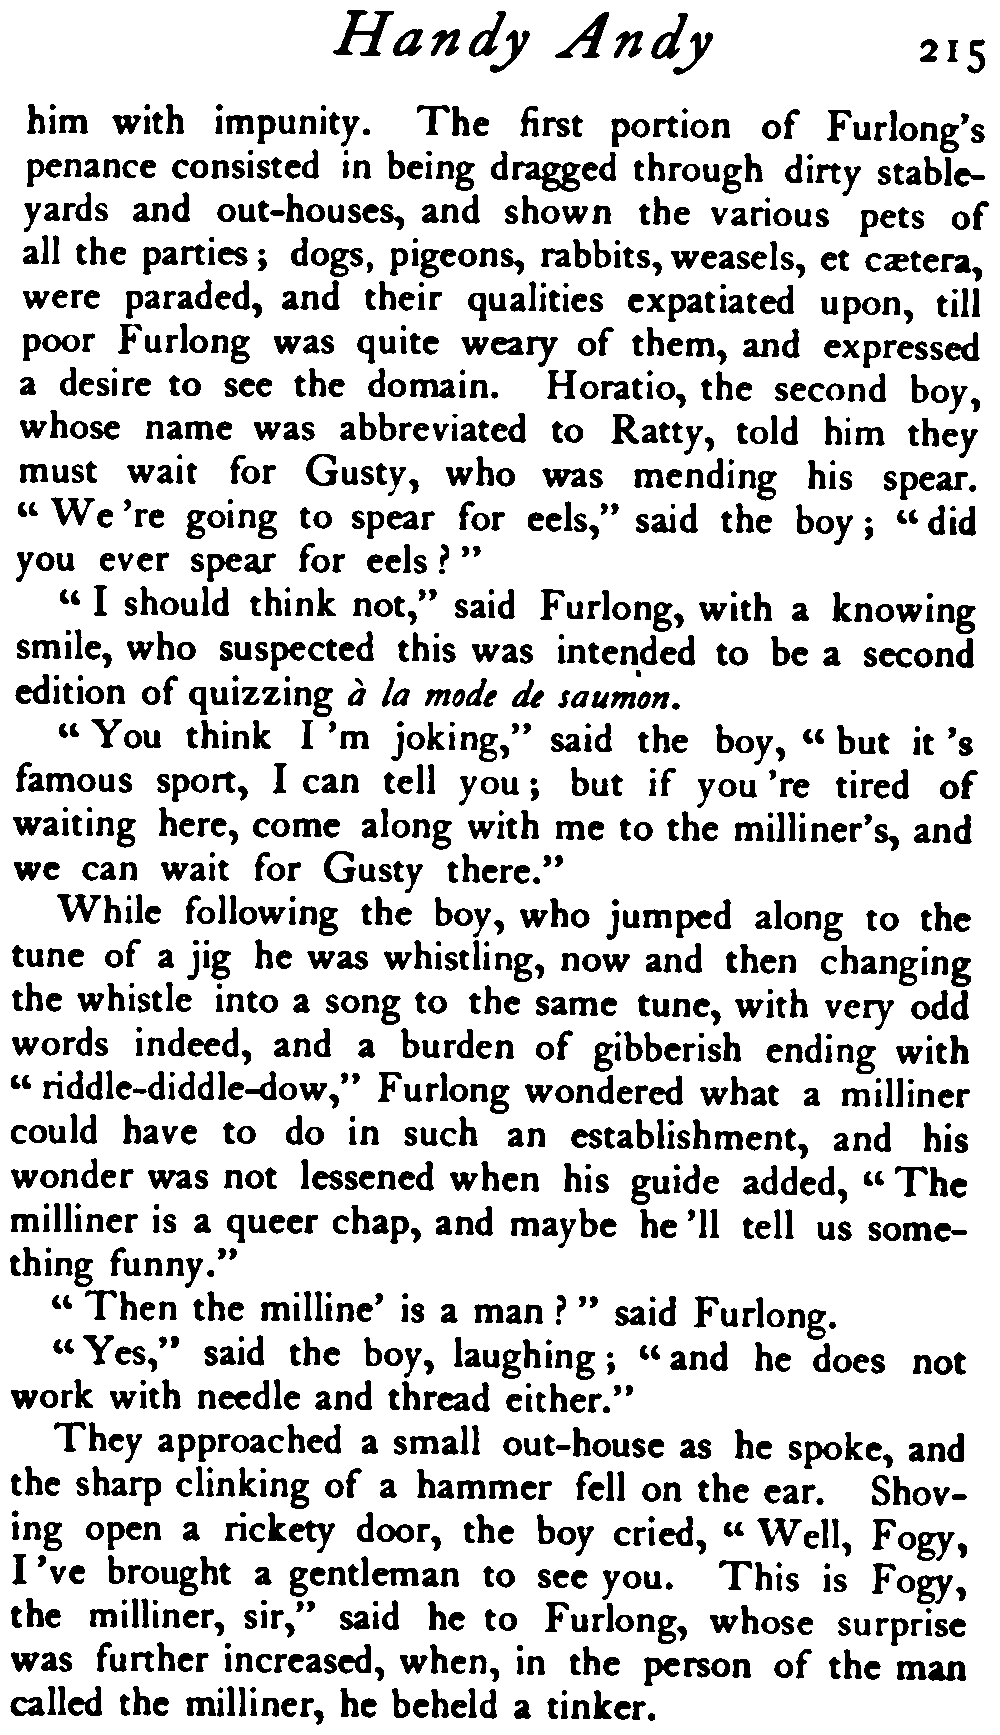 Handy Andy 215
him with impunity. The first portion of Furlong's
penance consisted in being dragged through dirty stable-
yards and out-houses, and shown the various pets of
all the parties; dogs, pigeons, rabbits, weasels, et cætera,
were paraded, and their qualities expatiated upon, till
poor Furlong was quite weary of them, and expressed
a desire to see the domain. Horatio, the second boy,
whose name was abbreviated to Ratty, told him they
must wait for Gusty, who was mending his spear.
“We 're going to spear for eels,” said the boy; “did
you ever spear for eels?”
“I should think not,” said Furlong, with a knowing
smile, who suspected this was intended to be a second
edition of quizzing à la mode de saumon.
“You think I 'm joking,” said the boy, “but it 's
famous sport, I can tell you; but if you 're tired of
waiting here, come along with me to the milliner's, and
we can wait for Gusty there.”
While following the boy, who jumped along to the
tune of a jig he was whistling, now and then changing
the whistle into a song to the same tune, with very odd
words indeed, and a burden of gibberish ending with
“riddle-diddle-dow,” Furlong wondered what a milliner
could have to do in such an establishment, and his
wonder was not lessened when his guide added, “The
milliner is a queer chap, and maybe he 'll tell us some-
thing funny.”
“Then the milline' is a man?” said Furlong.
“Yes,” said the boy, laughing; “and he does not
work with needle and thread either.”
They approached a small out-house as he spoke, and
the sharp clinking of a hammer fell on the ear. Shov-
ing open a rickety door, the boy cried, “Well, Fogy,
I 've brought a gentleman to see you. This is Fogy,
the milliner, sir,” said he to Furlong, whose surprise
was further increased, when, in the person of the man
called the milliner, he beheld a tinker.